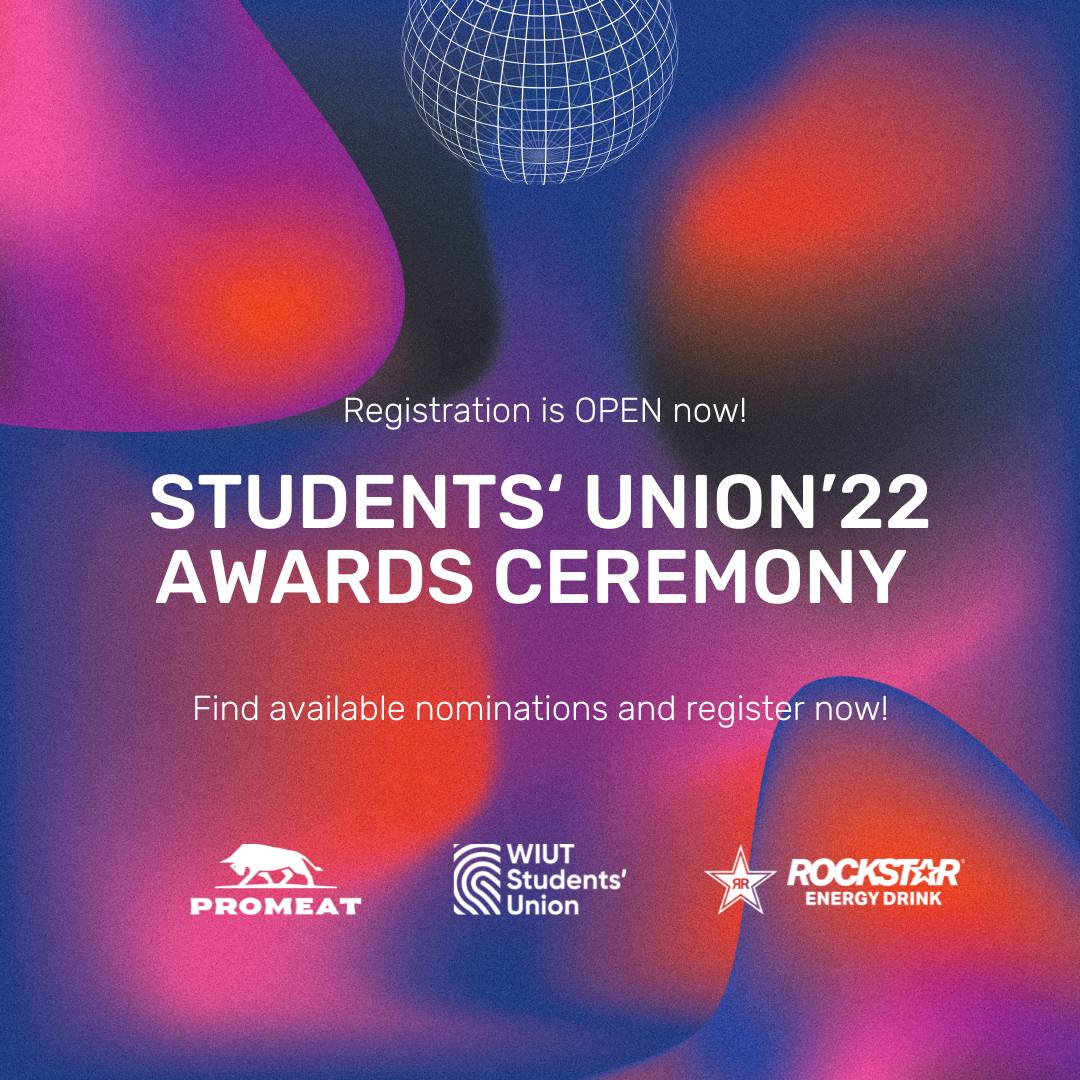 Registration is OPEN now!
STUDENTS‘ UNION’22
AWARDS CEREMONY
Find available nominations and register now!
PROMEAT
WIUT
Students’
Union
RR
ROCKSTAR®
ENERGY DRINK